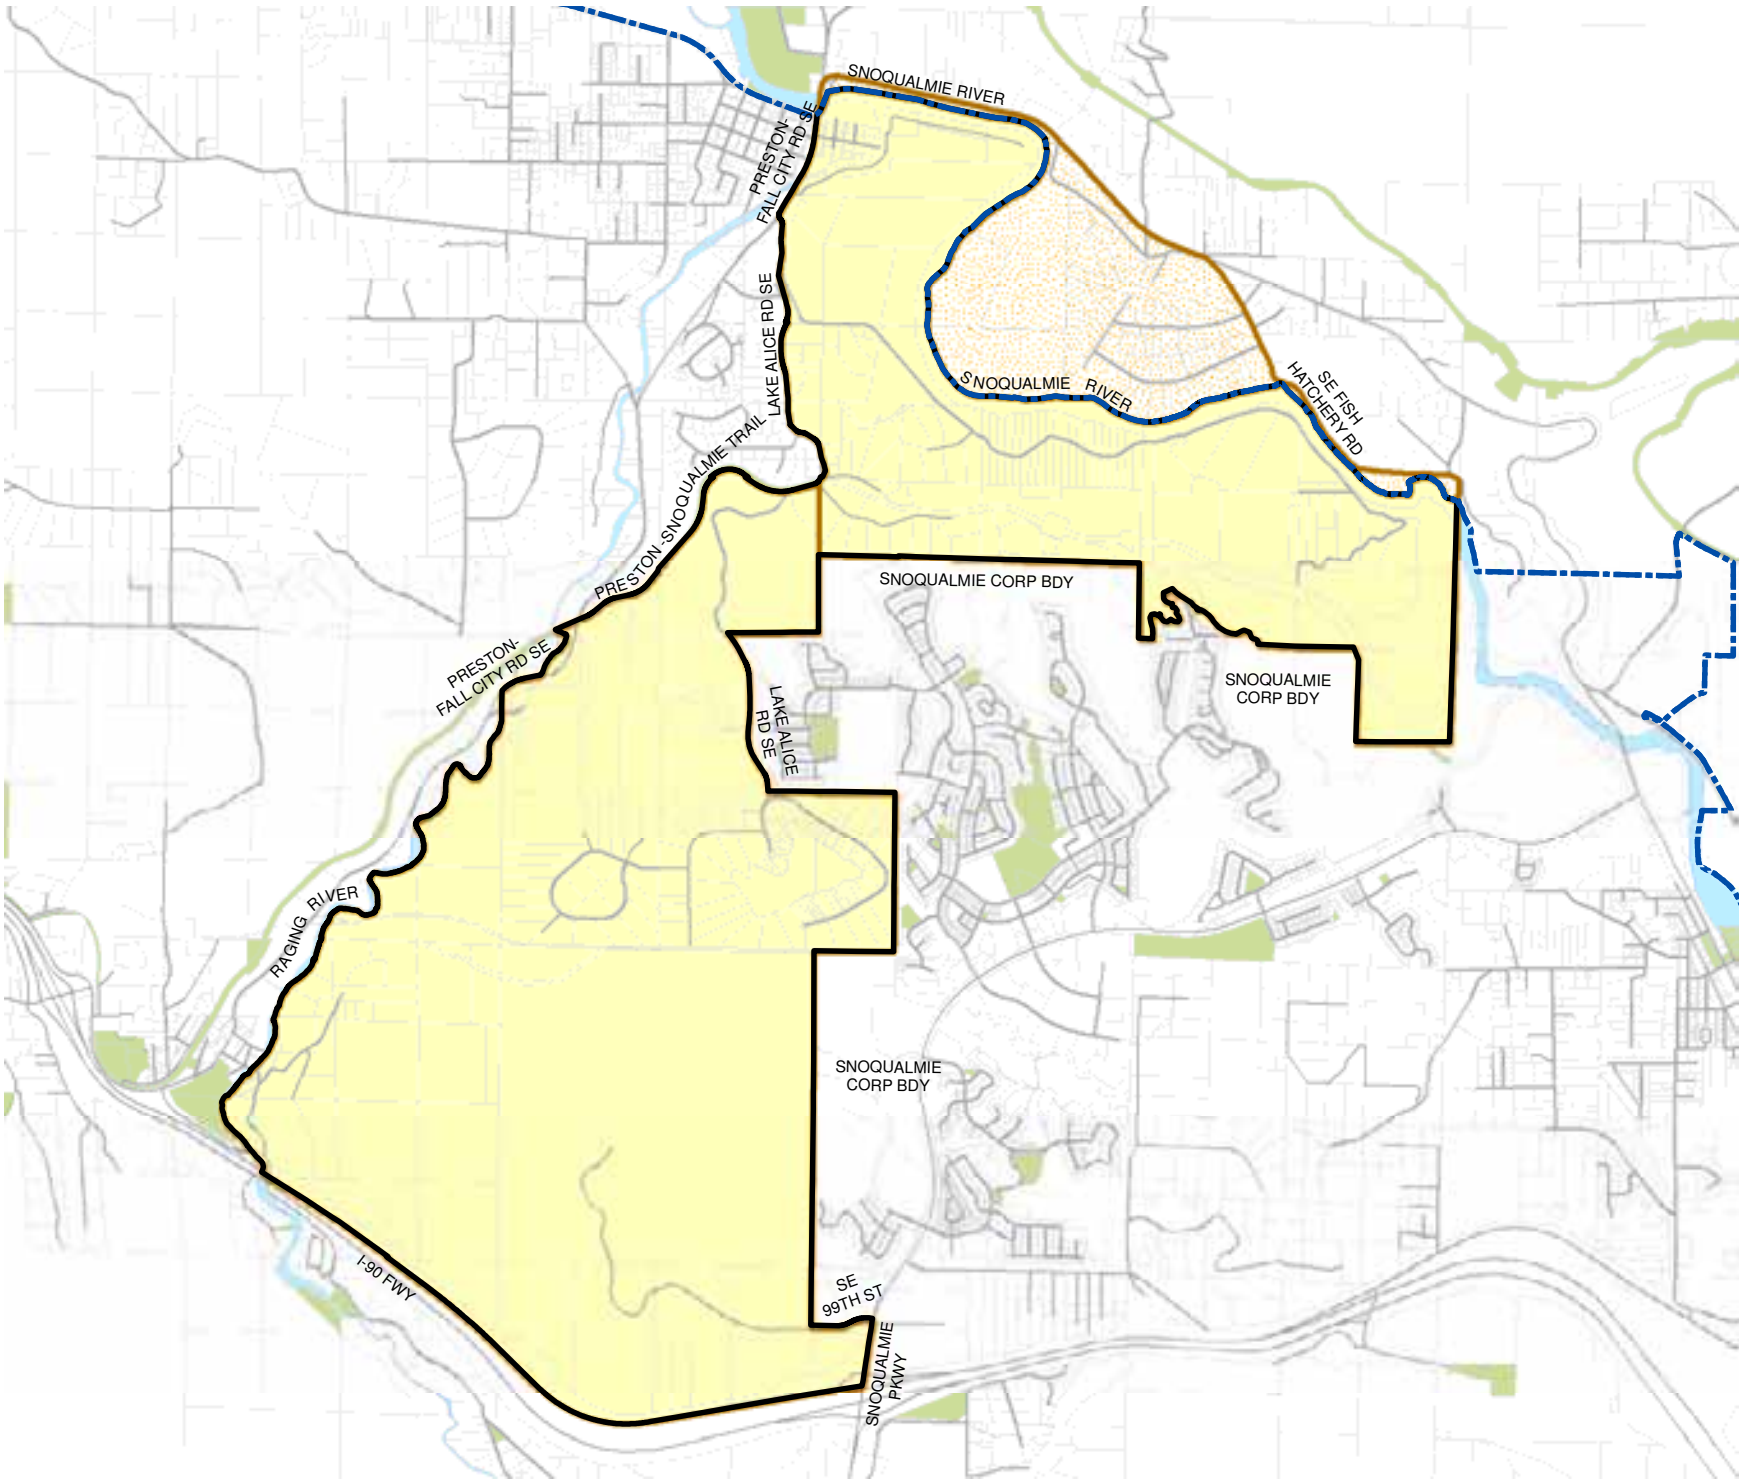 SNOQUALMIE RIVER
PRESTON-
FALL CITY RD SE
LAKE ALICE RD SE
SNOQUALMIE RIVER
SE FISH
HATCHERY RD
PRESTON-SNOQUALMIE TRAIL
SNOQUALMIE CORP BDY
PRESTON-
FALL CITY RD SE
SNOQUALMIE
CORP BDY
LAKE ALICE
RD SE
RAGING RIVER
SNOQUALMIE
CORP BDY
I-90 FWY
SE
99TH ST
SNOQUALMIE
PKWY